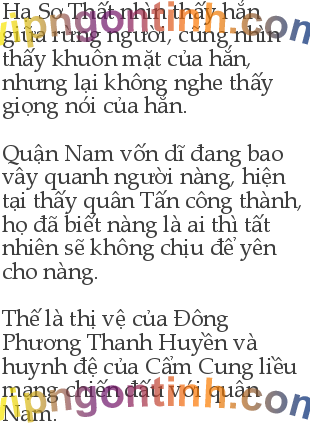 Hạ Sơ Thất nhìn thấy hắn
giữa rừng người, cũng nhìn
thấy khuôn mặt của hắn,
nhưng lại không nghe thấy
giọng nói của hắn.
Quận Nam vốn dĩ đang bao
vây quanh người nàng, hiện
tại thấy quân Tấn công thành,
họ đã biết nàng là ai thì tất
nhiên sẽ không chịu để yên
cho nàng.
Thế là thị vệ của Đông
Phương Thanh Huyền và
huynh đệ của Cẩm Cung liều
mạng chiến đấu với quân
Nam.
vipngontinh.com
vipngontinh.com